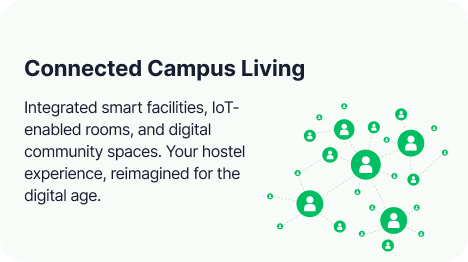 Connected Campus Living
Integrated smart facilities, IoT-
enabled rooms, and digital
community spaces. Your hostel
experience, reimagined for the
digital age.